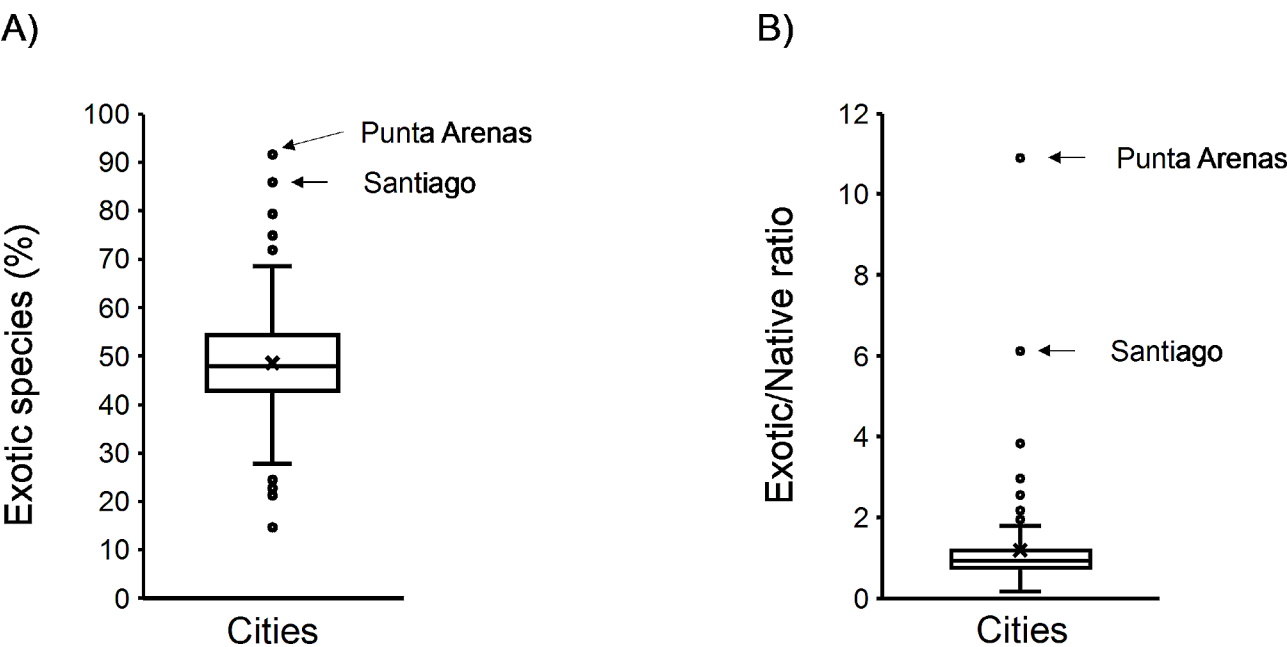 A)
Exotic species (%)
100
90
80
70
60
50
40
30
20
10
0
Punta Arenas
Santiago
Cities
B)
Exotic/Native ratio
12
10
8
6
4
2
0
Punta Arenas
Santiago
Cities